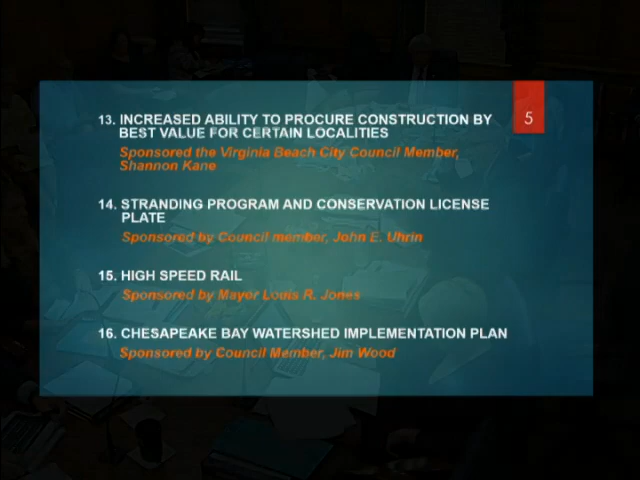 5
13. INCREASED ABILITY TO PROCURE CONSTRUCTION BY
BEST VALUE FOR CERTAIN LOCALITIES
Sponsored the Virginia Beach City Council Member,
Shannon Kane
14. STRANDING PROGRAM AND CONSERVATION LICENSE
PLATE
Sponsored by Council member, John E. Uhrin
15. HIGH SPEED RAIL
Sponsored by Mayor Louis R. Jones
16. CHESAPEAKE BAY WATERSHED IMPLEMENTATION PLAN
Sponsored by Council Member, Jim Wood